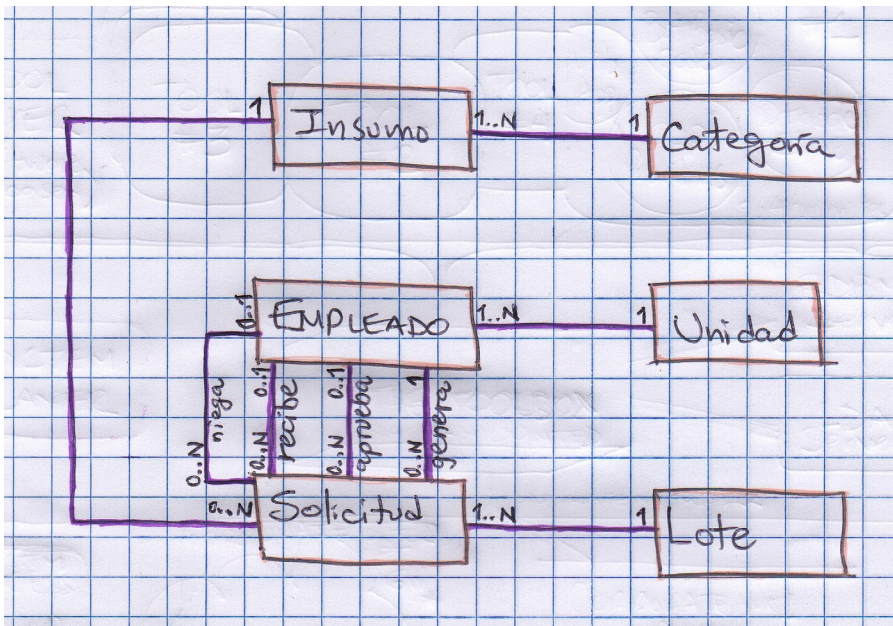 1 Insumo 1..N 1 Categoría
0..1 EMPLEADO 1..N 1 Unidad
niega
0..1 recibe 0..N
0..1 aprueba 0..N
1 genera 0..N
0..N
0..N Solicitud 1..N 1 Lote